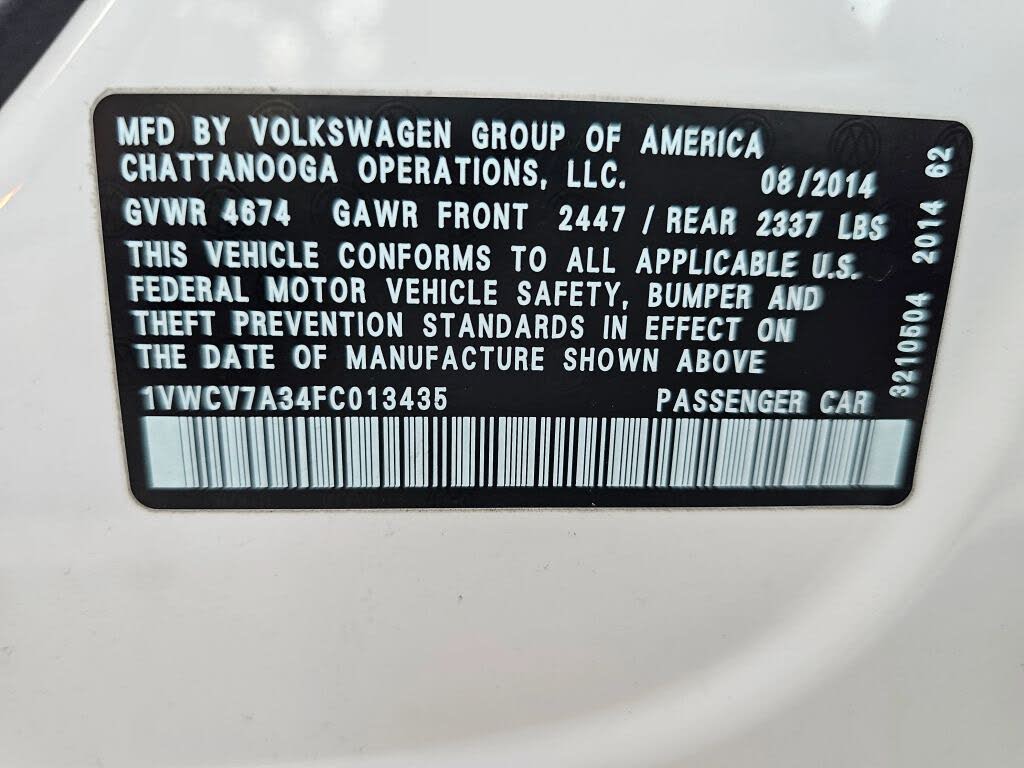 MFD BY VOLKSWAGEN GROUP OF AMERICA
CHATTANOOGA OPERATIONS, LLC. 08/2014
GVWR 4674 GAWR FRONT 2447 / REAR 2337 LBS
THIS VEHICLE CONFORMS TO ALL APPLICABLE U.S.
FEDERAL MOTOR VEHICLE SAFETY, BUMPER AND
THEFT PREVENTION STANDARDS IN EFFECT ON
THE DATE OF MANUFACTURE SHOWN ABOVE
1VWCV7A34FC013435 PASSENGER CAR
3210504 2014 62